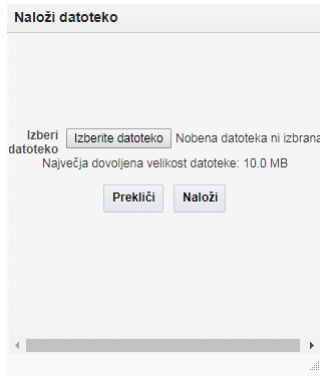 Naloži datoteko
Izberi datoteko Izberite datoteko Nobena datoteka ni izbrana
Največja dovoljena velikost datoteke: 10.0 MB
Prekliči Naloži